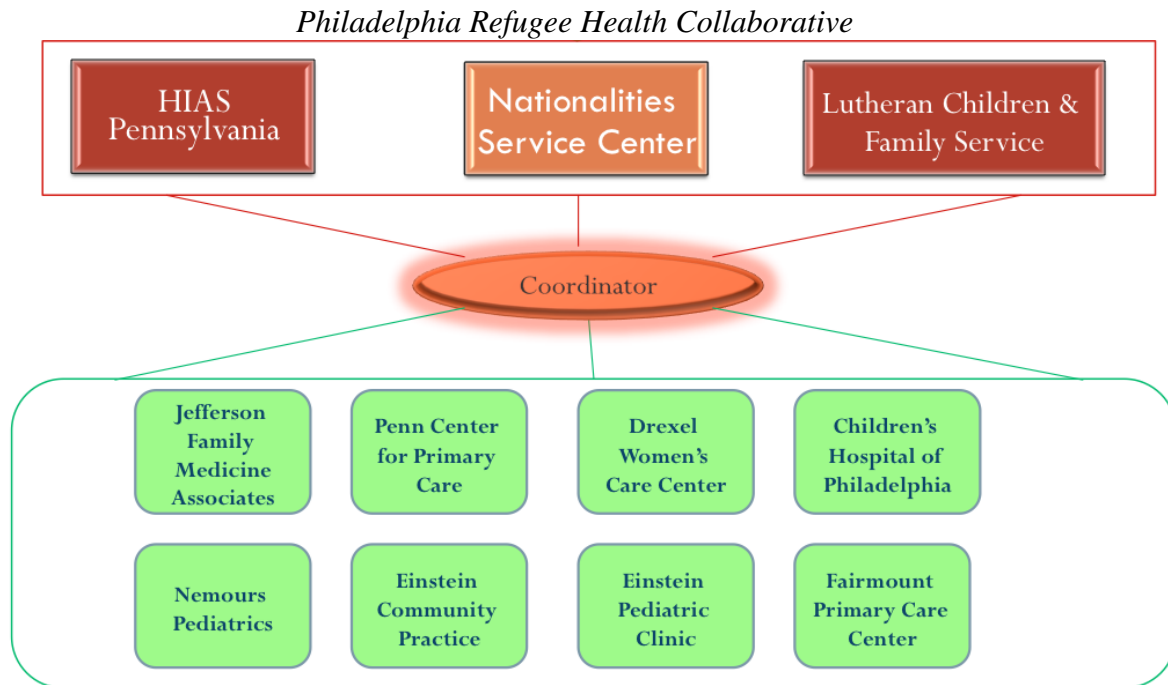 Philadelphia Refugee Health Collaborative
HIAS
Pennsylvania
Nationalities
Service Center
Lutheran Children &
Family Service
Coordinator
Jefferson
Family
Medicine
Associates
Penn Center
for Primary
Care
Drexel
Women’s
Care Center
Children’s
Hospital of
Philadelphia
Nemours
Pediatrics
Einstein
Community
Practice
Einstein
Pediatric
Clinic
Fairmount
Primary Care
Center